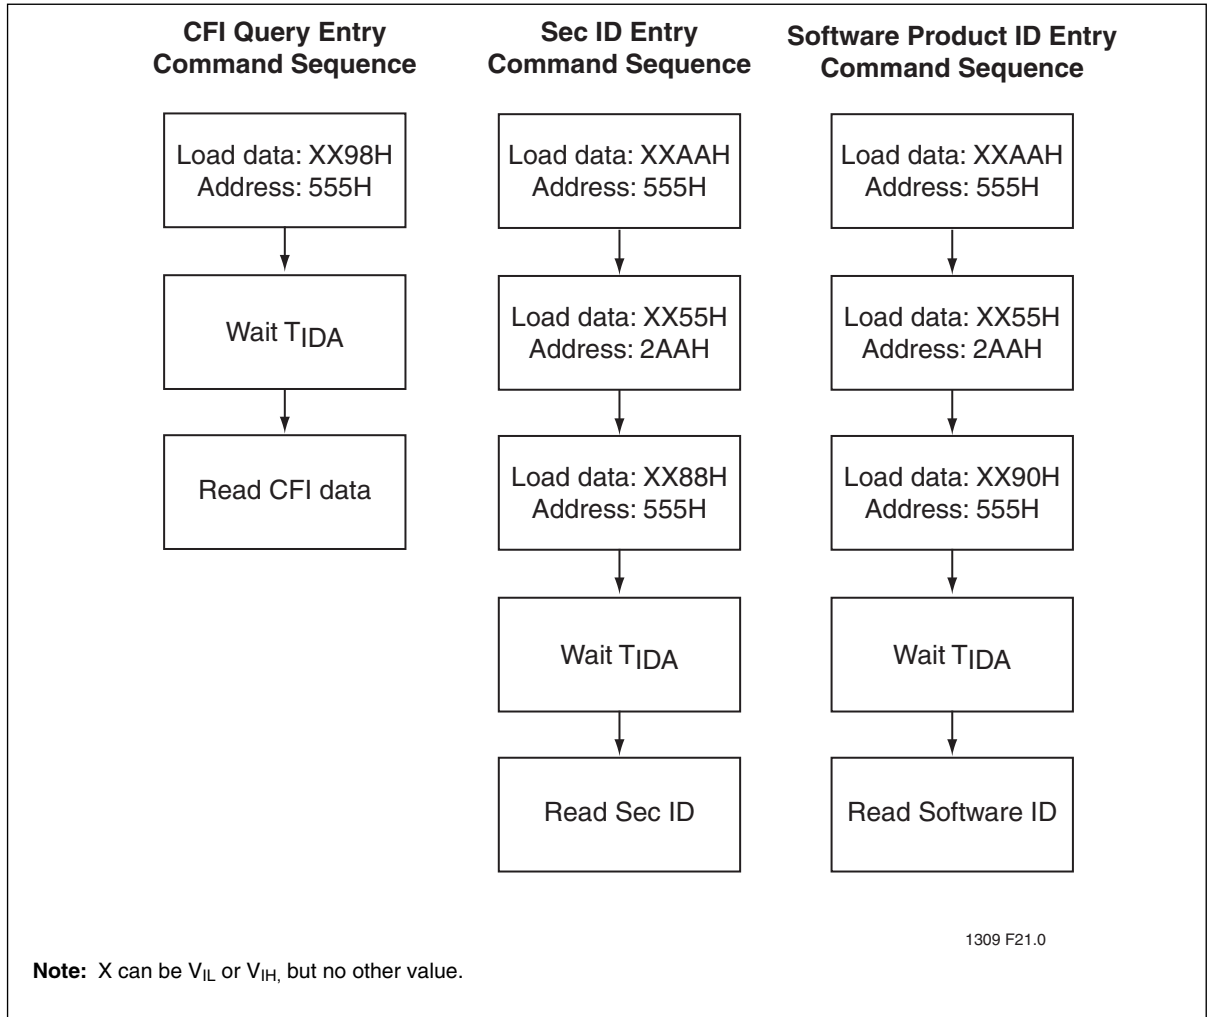 CFI Query Entry
Command Sequence
Load data: XX98H
Address: 555H
Wait TIDA
Read CFI data
Sec ID Entry
Command Sequence
Load data: XXAAH
Address: 555H
Load data: XX55H
Address: 2AAH
Load data: XX88H
Address: 555H
Wait TIDA
Read Sec ID
Software Product ID Entry
Command Sequence
Load data: XXAAH
Address: 555H
Load data: XX55H
Address: 2AAH
Load data: XX90H
Address: 555H
Wait TIDA
Read Software ID
1309 F21.0
Note: X can be VIL or VIH, but no other value.